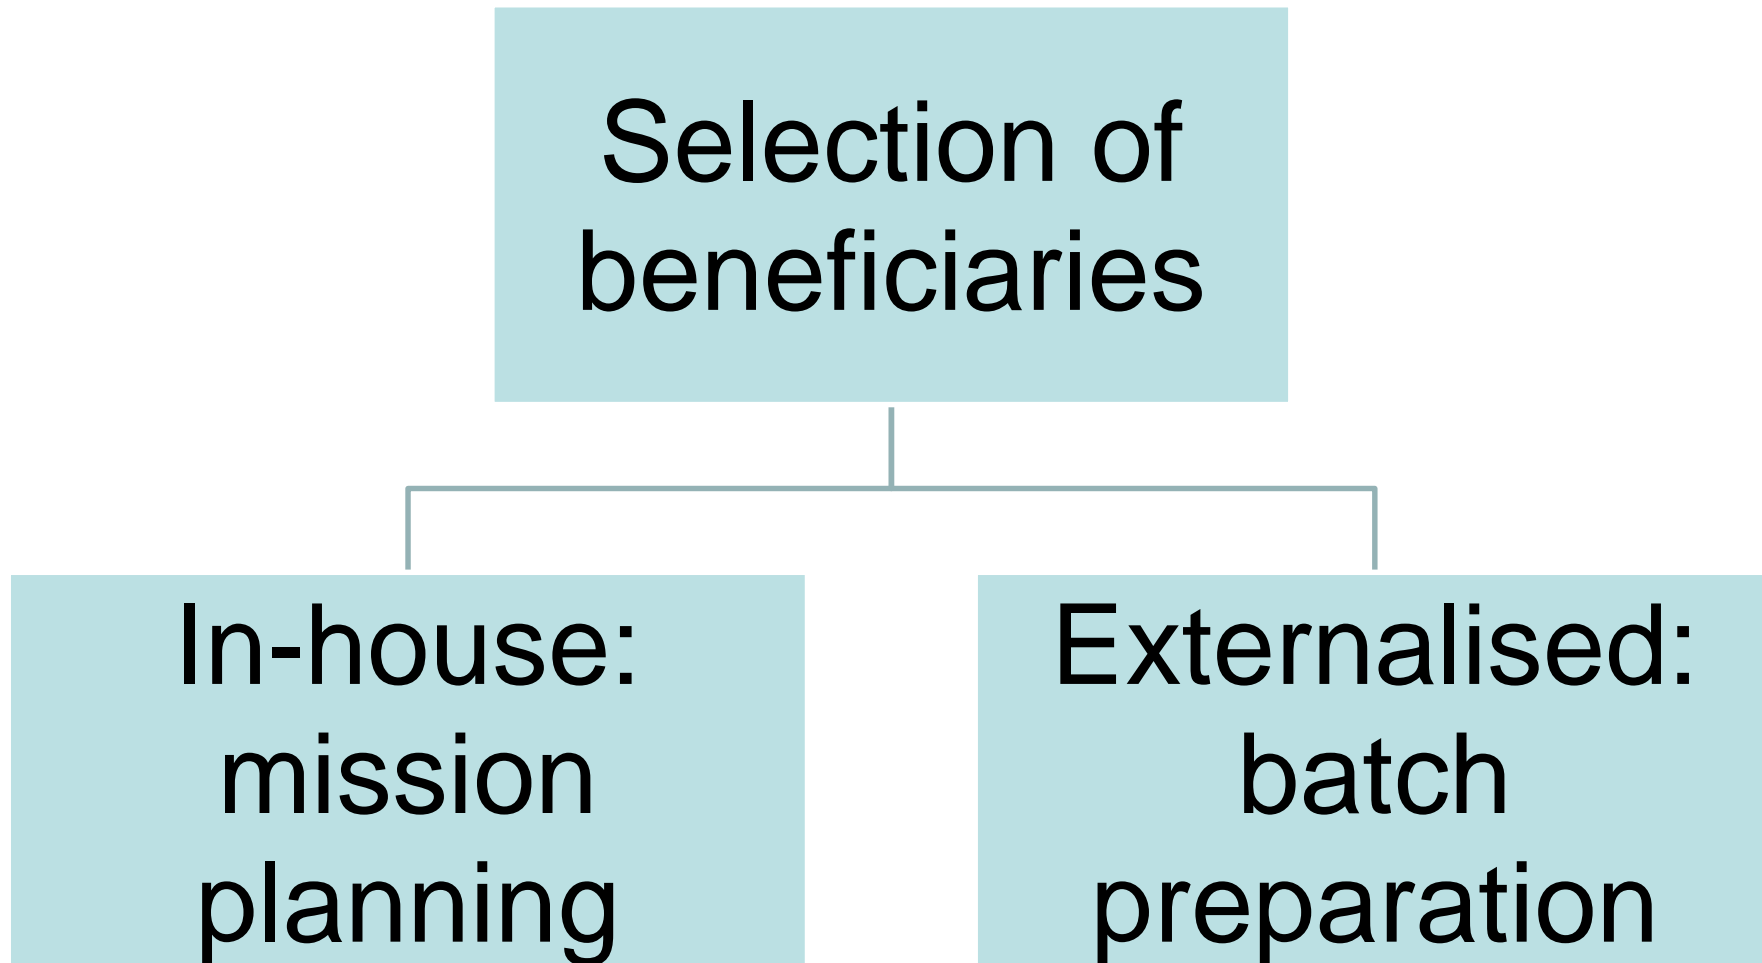 Selection of
beneficiaries
In-house:
mission
planning
Externalised:
batch
preparation